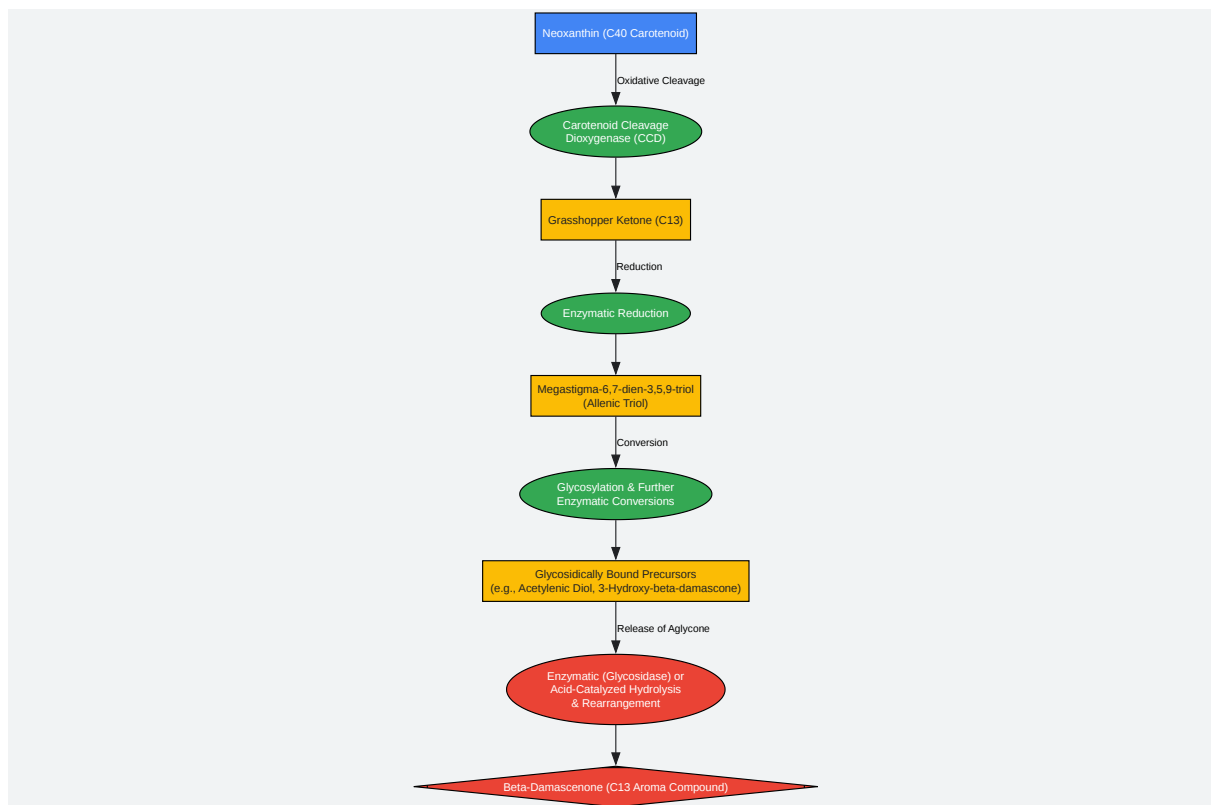 Neoxanthin (C40 Carotenoid)
Oxidative Cleavage
Carotenoid Cleavage
Dioxygenase (CCD)
Grasshopper Ketone (C13)
Reduction
Enzymatic Reduction
Megastigma-6,7-dien-3,5,9-triol
(Allenic Triol)
Conversion
Glycosylation & Further
Enzymatic Conversions
Glycosidically Bound Precursors
(e.g., Acetylenic Diol, 3-Hydroxy-beta-damascone)
Release of Aglycone
Enzymatic (Glycosidase) or
Acid-Catalyzed Hydrolysis
& Rearrangement
Beta-Damascenone (C13 Aroma Compound)